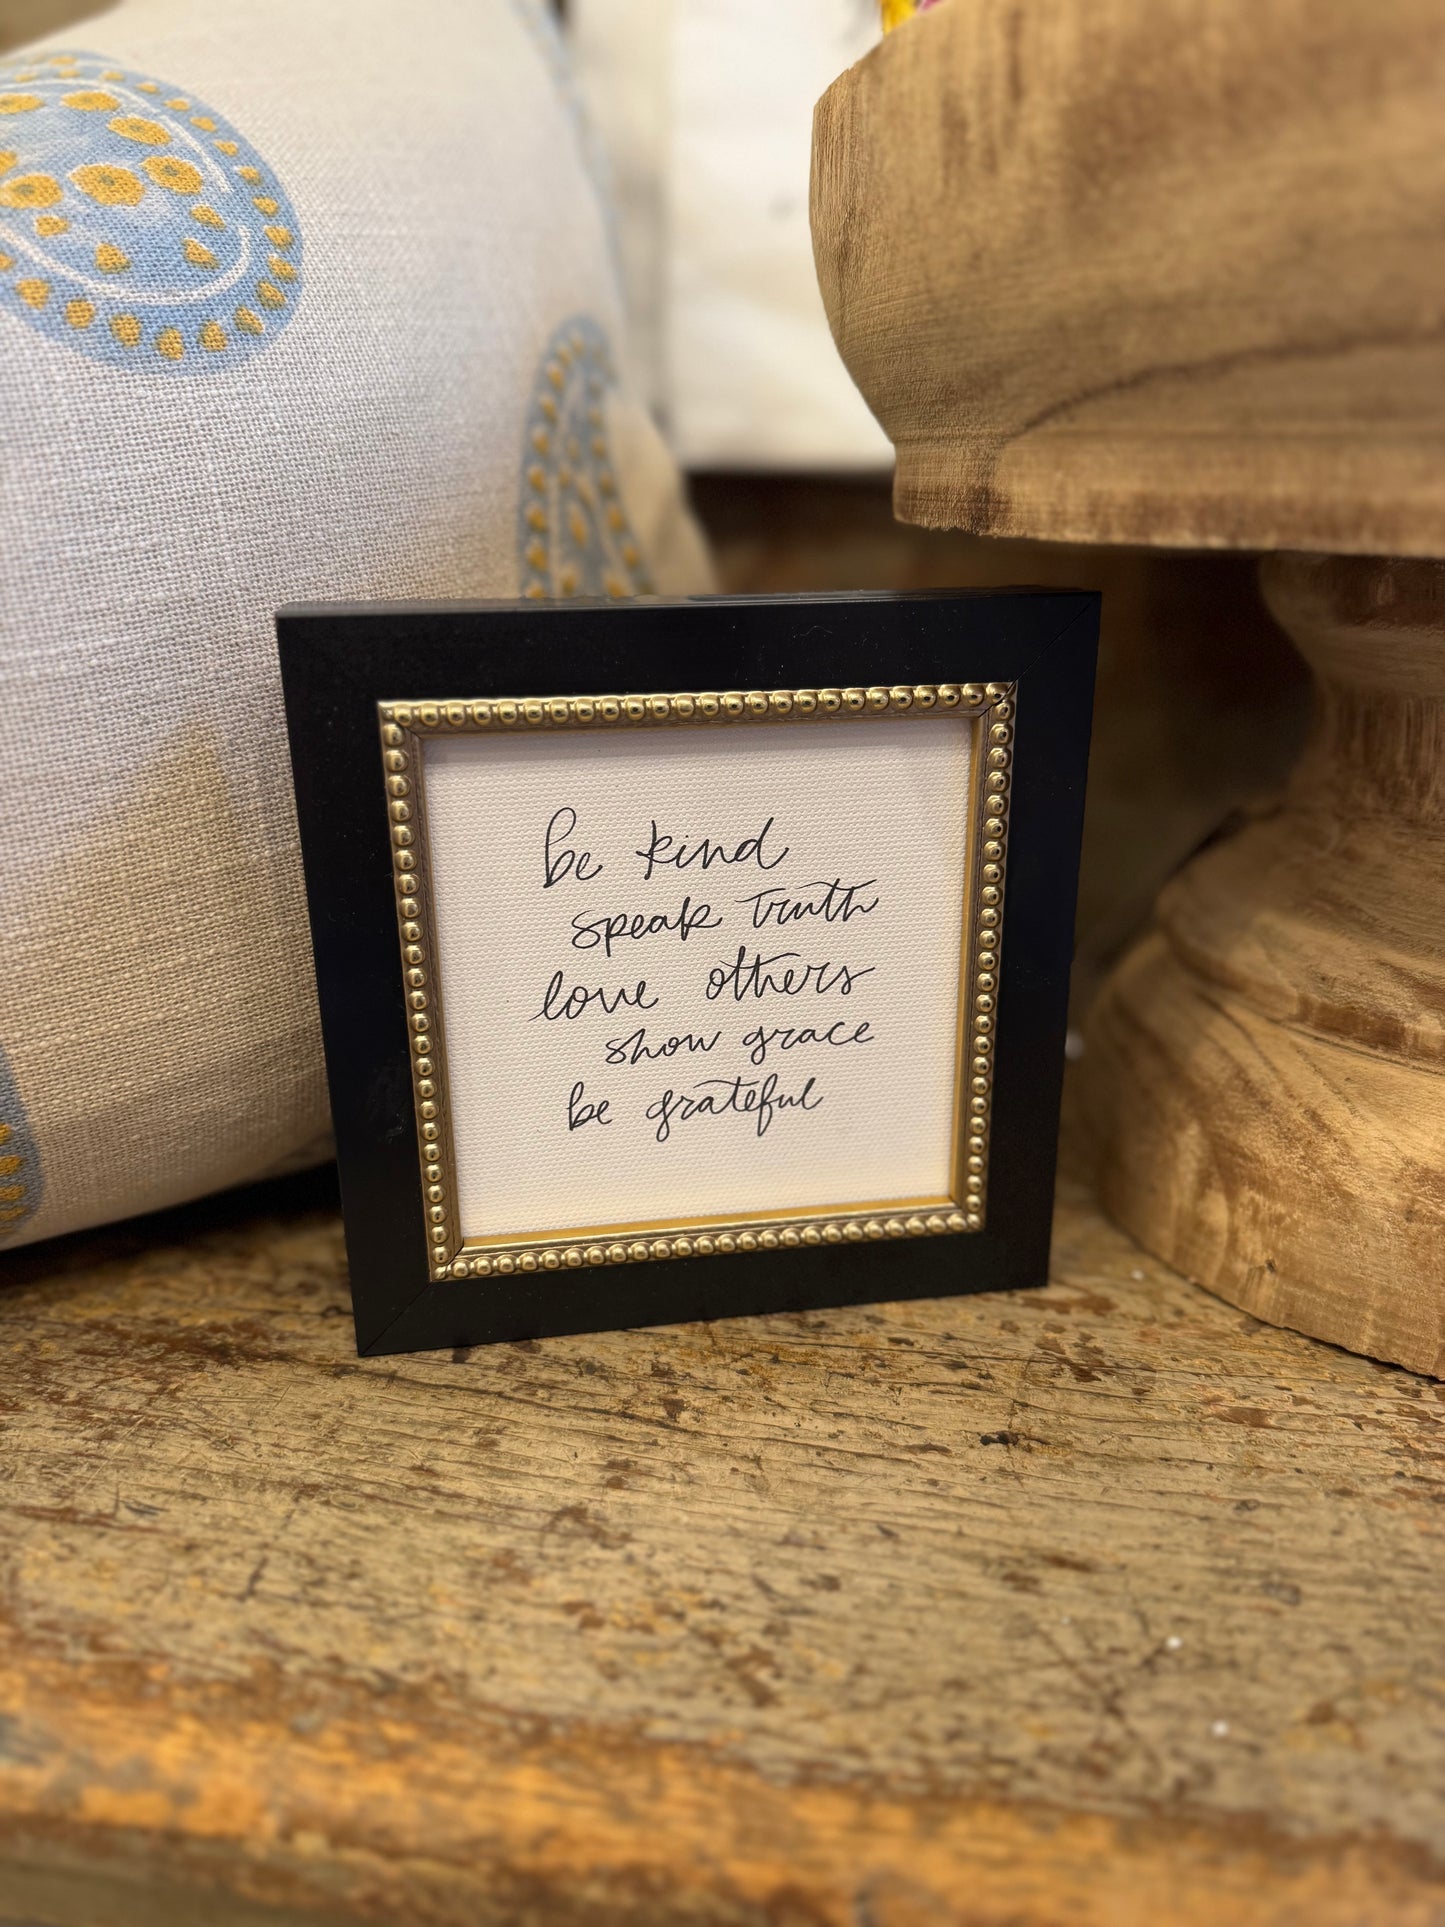 be kind
speak truth
love others
show grace
be grateful